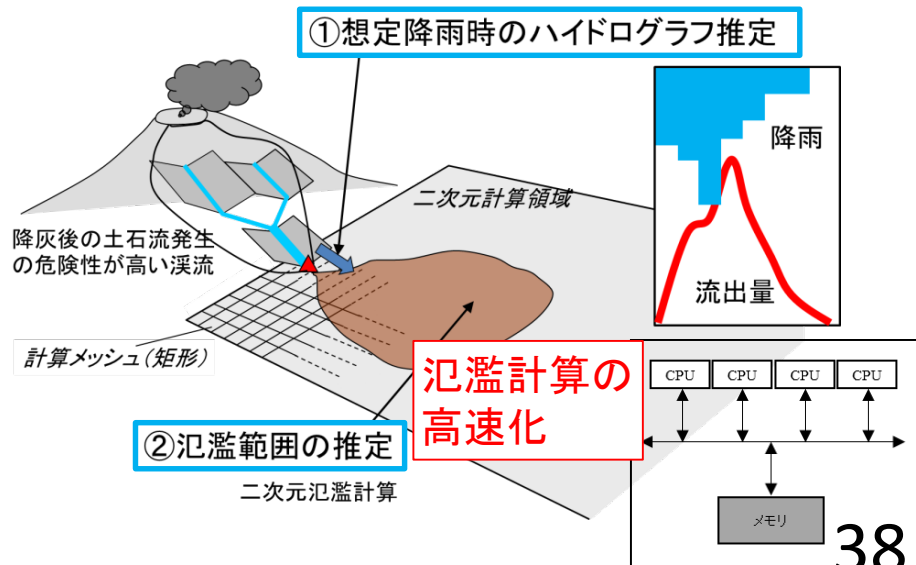 ①想定降雨時のハイドログラフ推定
降雨
二次元計算領域
降灰後の土石流発生
の危険性が高い渓流
流出量
計算メッシュ(矩形)
氾濫計算の
高速化
CPU CPU CPU CPU
②氾濫範囲の推定
二次元氾濫計算
メモリ
38